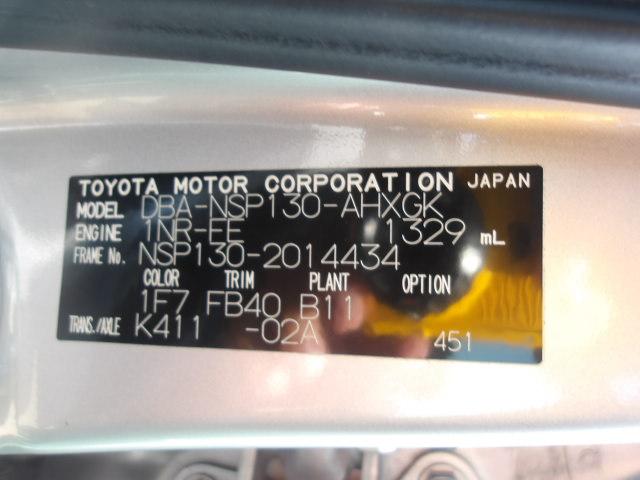 TOYOTA MOTOR CORPORATION JAPAN
MODEL DBA-NSP130-AHXGK
ENGINE 1NR-EE 1329 mL
FRAME No. NSP130-2014434
COLOR TRIM PLANT OPTION
1F7 FB40 B11
TRANS./AXLE K411 -02A
451